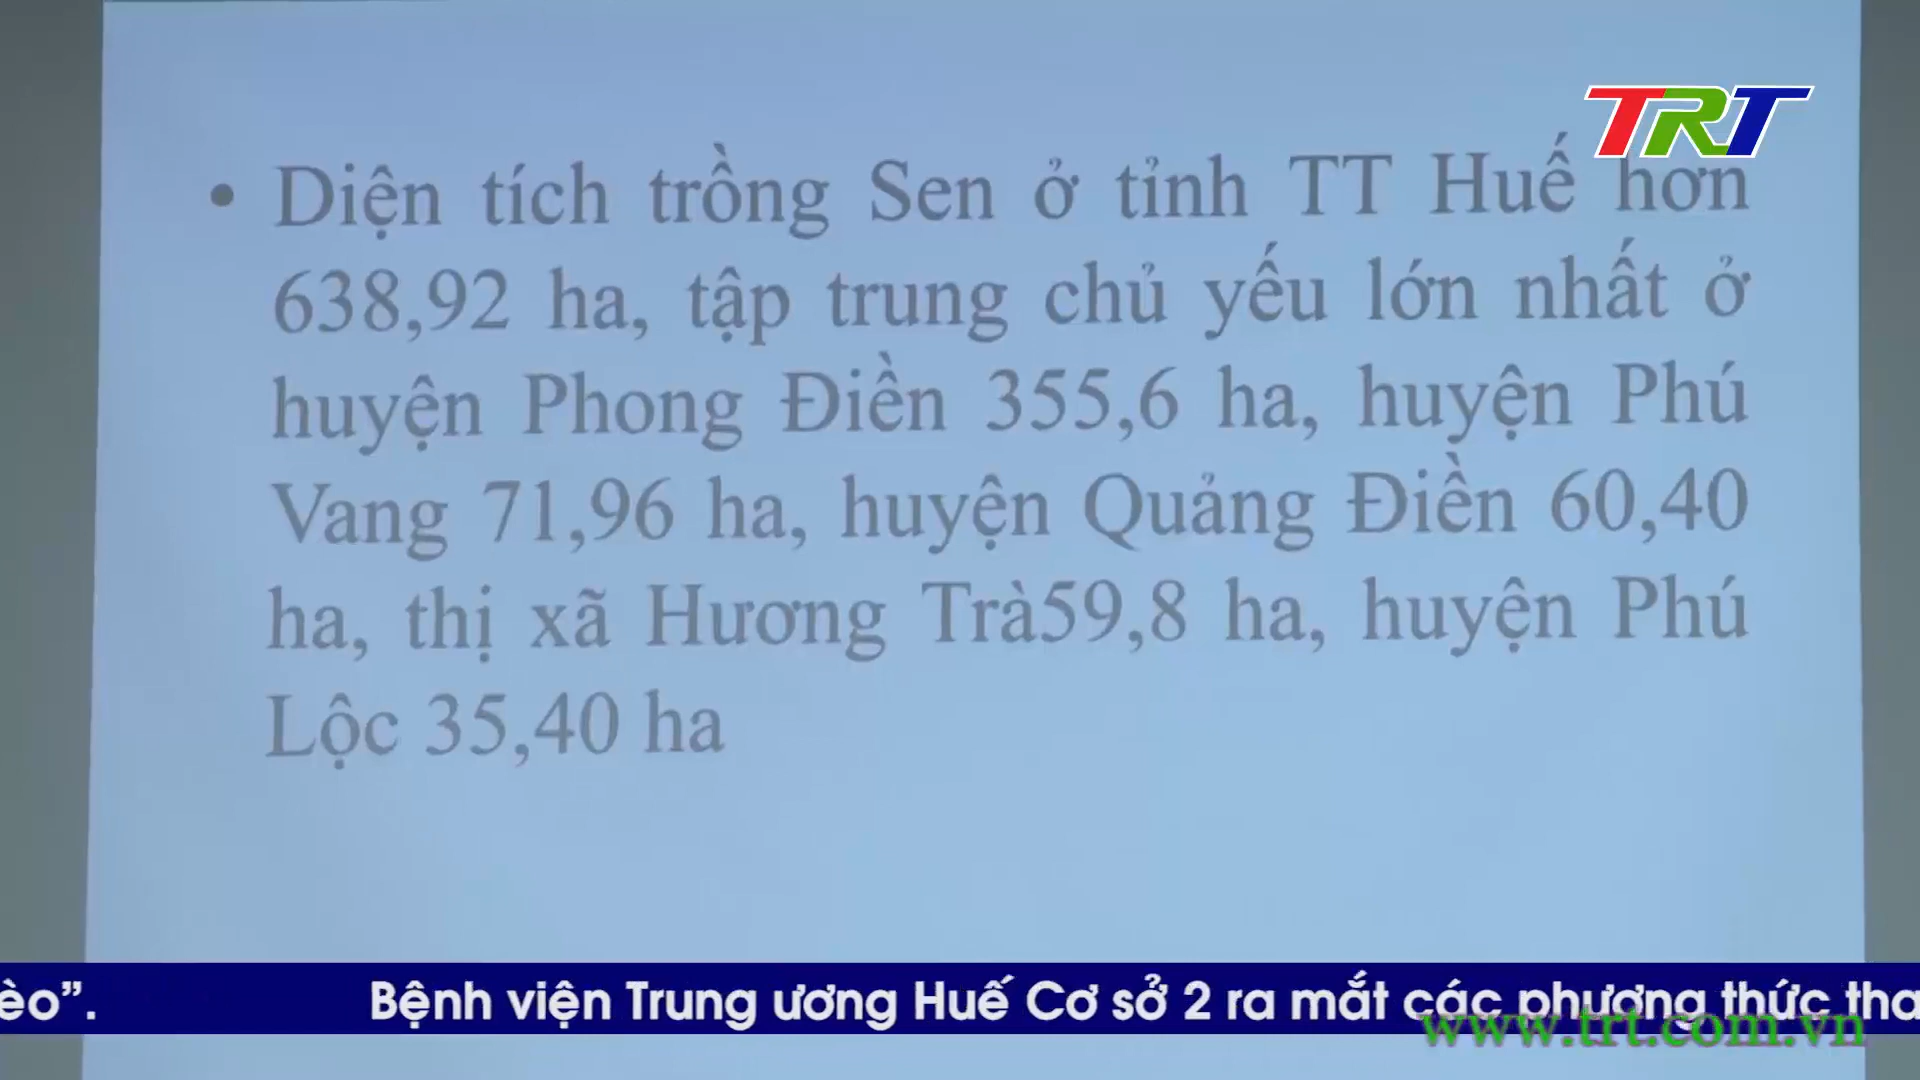 TRT
• Diện tích trồng Sen ở tỉnh TT Huế hơn
638,92 ha, tập trung chủ yếu lớn nhất ở
huyện Phong Điền 355,6 ha, huyện Phú
Vang 71,96 ha, huyện Quảng Điền 60,40
ha, thị xã Hương Trà59,8 ha, huyện Phú
Lộc 35,40 ha
èo”. Bệnh viện Trung ương Huế Cơ sở 2 ra mắt các phương thức tha
www.trt.com.vn